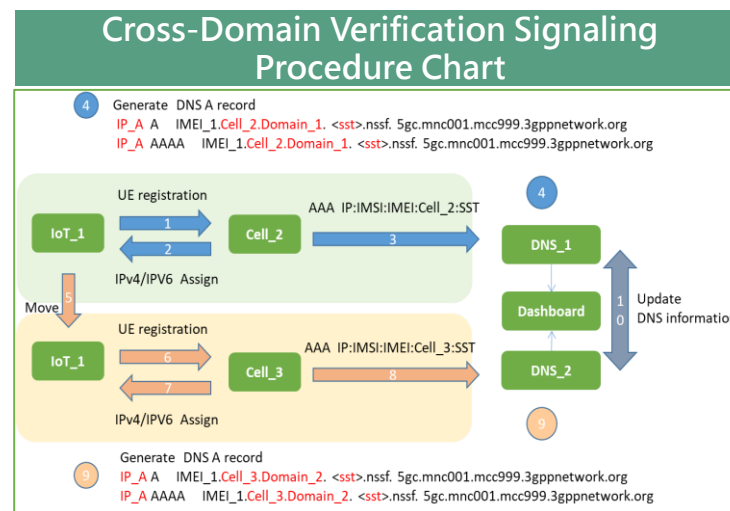 Cross-Domain Verification Signaling
Procedure Chart
4 Generate DNS A record
IP_A A IMEI_1.Cell_2.Domain_1. <sst>.nssf. 5gc.mnc001.mcc999.3gppnetwork.org
IP_A AAAA IMEI_1.Cell_2.Domain_1. <sst>.nssf. 5gc.mnc001.mcc999.3gppnetwork.org
UE registration
AAA IP:IMSI:IMEI:Cell_2:SST
4
IoT_1
1
2
Cell_2
3
DNS_1
IPv4/IPV6 Assign
5
Move
10
Update
DNS information
Dashboard
UE registration
AAA IP:IMSI:IMEI:Cell_3:SST
IoT_1
6
7
Cell_3
8
DNS_2
IPv4/IPV6 Assign
9
Generate DNS A record
9
IP_A A IMEI_1.Cell_3.Domain_2. <sst>.nssf. 5gc.mnc001.mcc999.3gppnetwork.org
IP_A AAAA IMEI_1.Cell_3.Domain_2. <sst>.nssf. 5gc.mnc001.mcc999.3gppnetwork.org